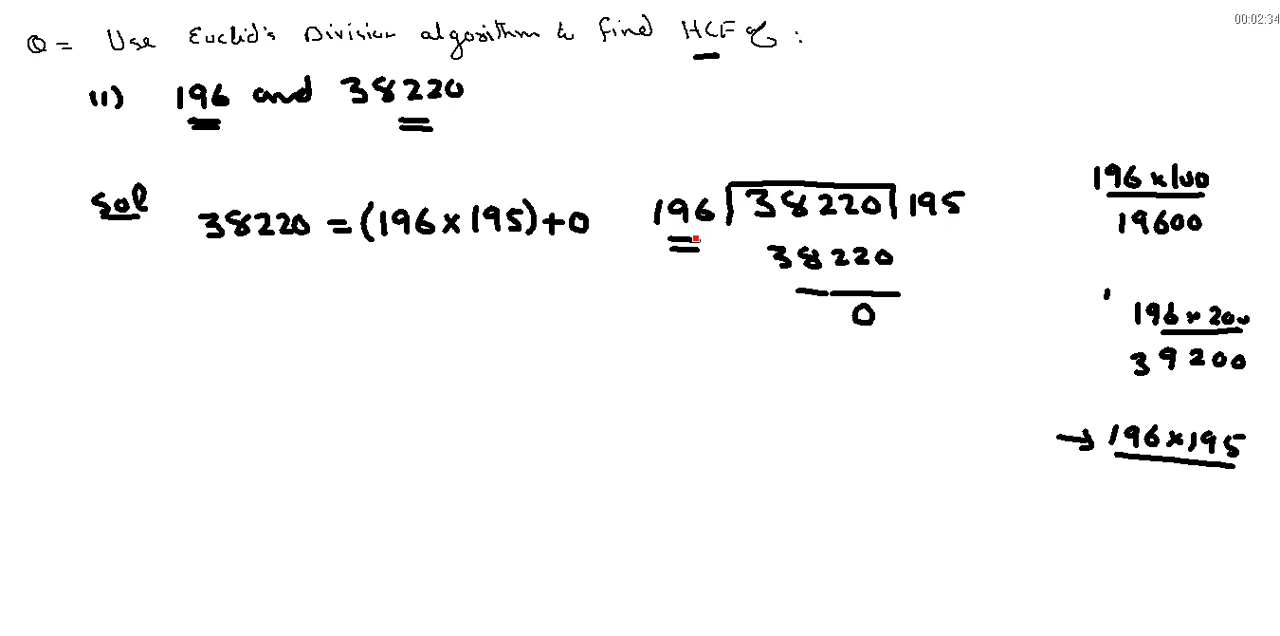 00:02:34
Q = Use Euclid's Division algorithm to find HCF of :
(ii) 196 and 38220
Sol
38220 = (196 × 195) + 0
196 ) 38220 ( 195
38220
0
196 × 100
19600
196 × 200
39200
→ 196 × 195